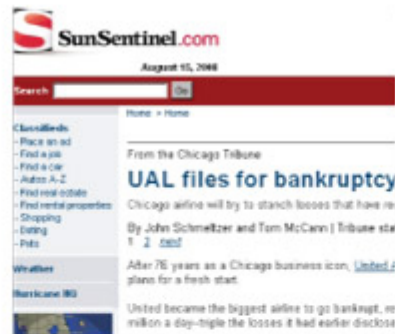 SunSentinel.com
August 15, 2008
Search
Go
Home > Home
Classifieds
- Place an ad
- Find a job
- Find a car
- Autos A-Z
- Find real estate
- Find rental properties
- Shopping
- Dating
- Pets
Weather
Hurricane HQ
From the Chicago Tribune
UAL files for bankruptcy
Chicago airline will try to stanch losses that have re
By John Schmeltzer and Tom McCann | Tribune sta
1 2 next
After 76 years as a Chicago business icon, United A
plans for a fresh start.
United became the biggest airline to go bankrupt, re
million a day--triple the losses it had earlier disclose